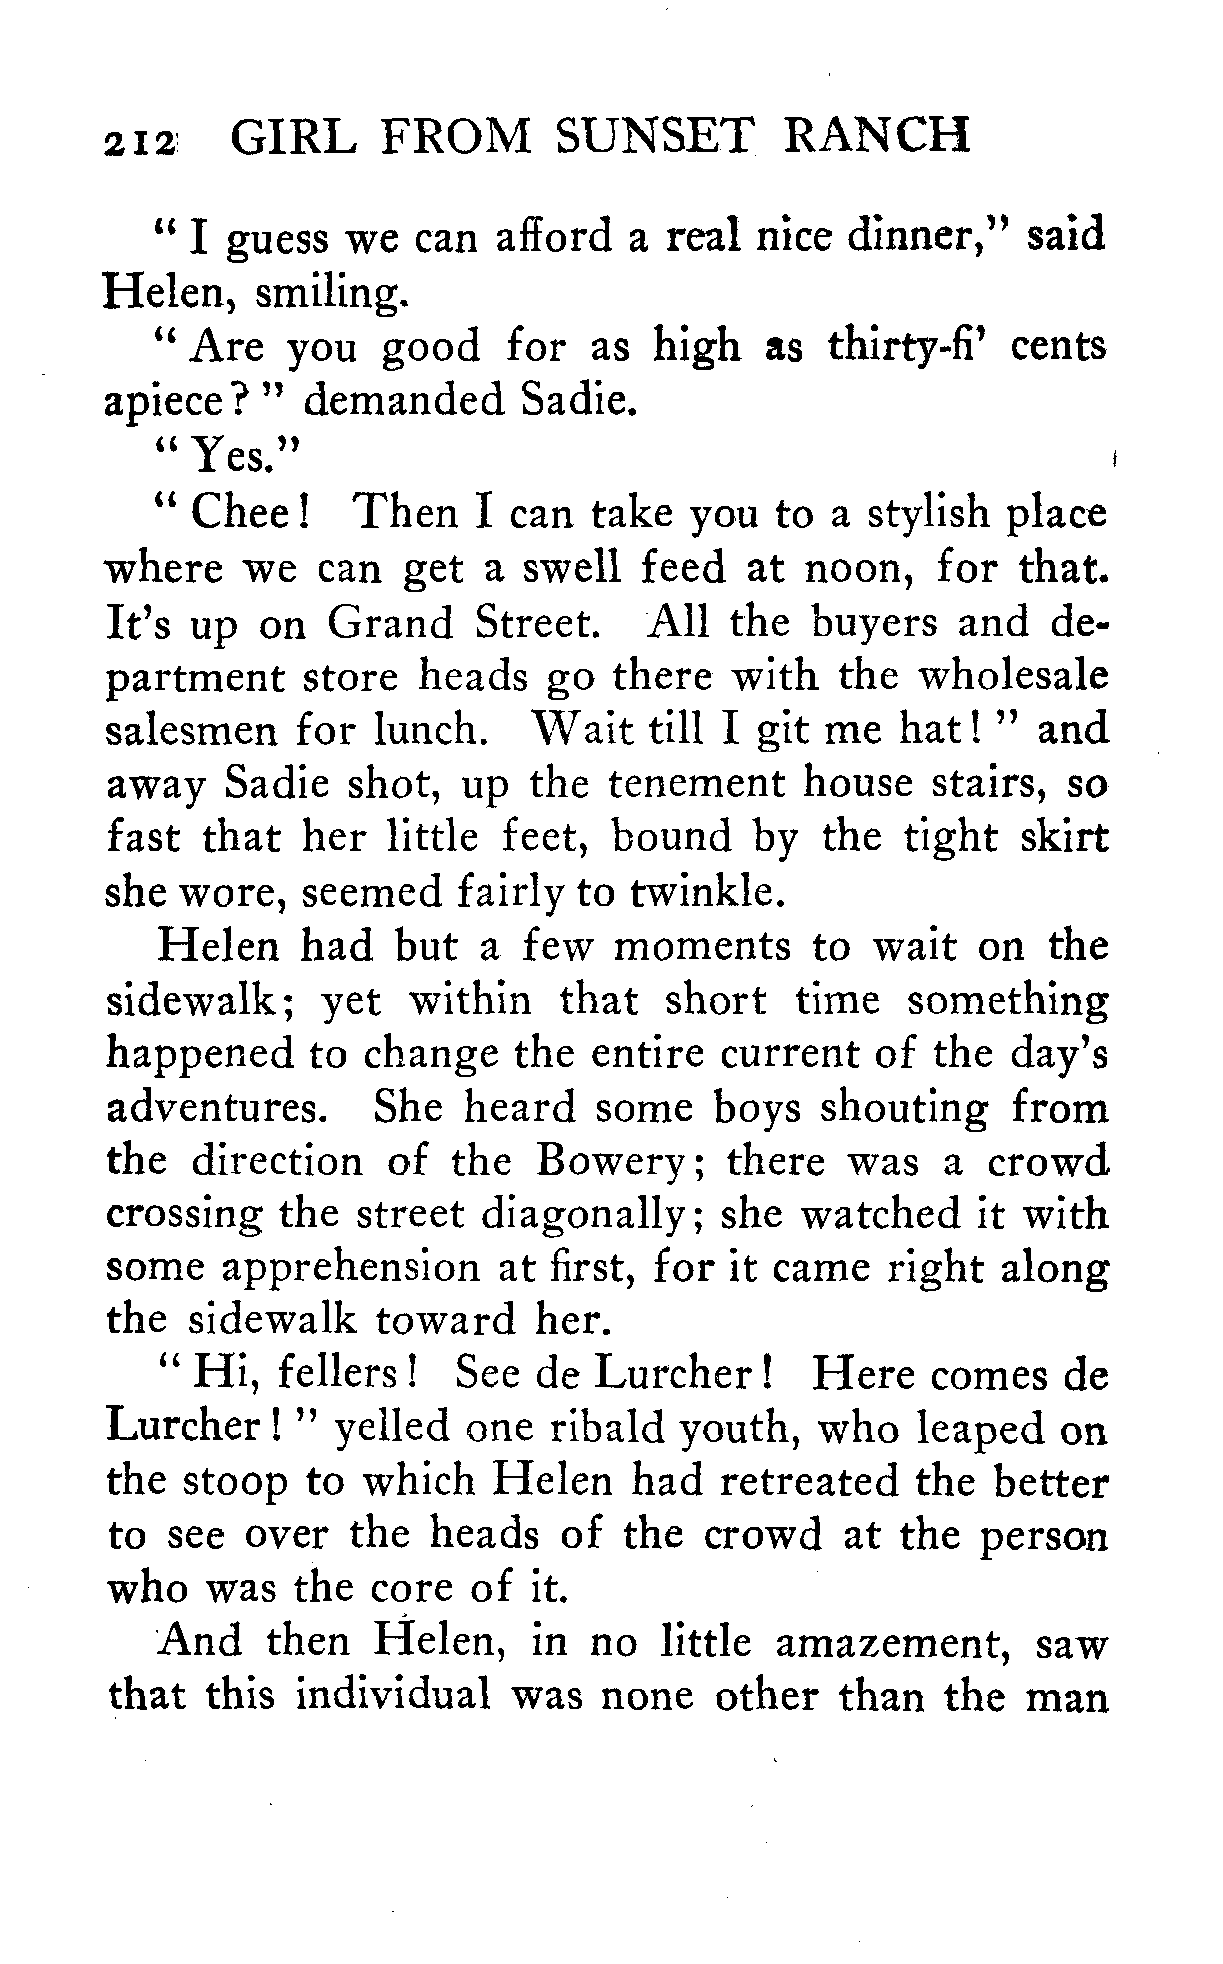 212 GIRL FROM SUNSET RANCH
" I guess we can afford a real nice dinner," said
Helen, smiling.
" Are you good for as high as thirty-fi' cents
apiece? " demanded Sadie.
" Yes."
" Chee! Then I can take you to a stylish place
where we can get a swell feed at noon, for that.
It's up on Grand Street. All the buyers and de-
partment store heads go there with the wholesale
salesmen for lunch. Wait till I git me hat! " and
away Sadie shot, up the tenement house stairs, so
fast that her little feet, bound by the tight skirt
she wore, seemed fairly to twinkle.
Helen had but a few moments to wait on the
sidewalk; yet within that short time something
happened to change the entire current of the day's
adventures. She heard some boys shouting from
the direction of the Bowery; there was a crowd
crossing the street diagonally; she watched it with
some apprehension at first, for it came right along
the sidewalk toward her.
" Hi, fellers! See de Lurcher! Here comes de
Lurcher! " yelled one ribald youth, who leaped on
the stoop to which Helen had retreated the better
to see over the heads of the crowd at the person
who was the core of it.
And then Helen, in no little amazement, saw
that this individual was none other than the man